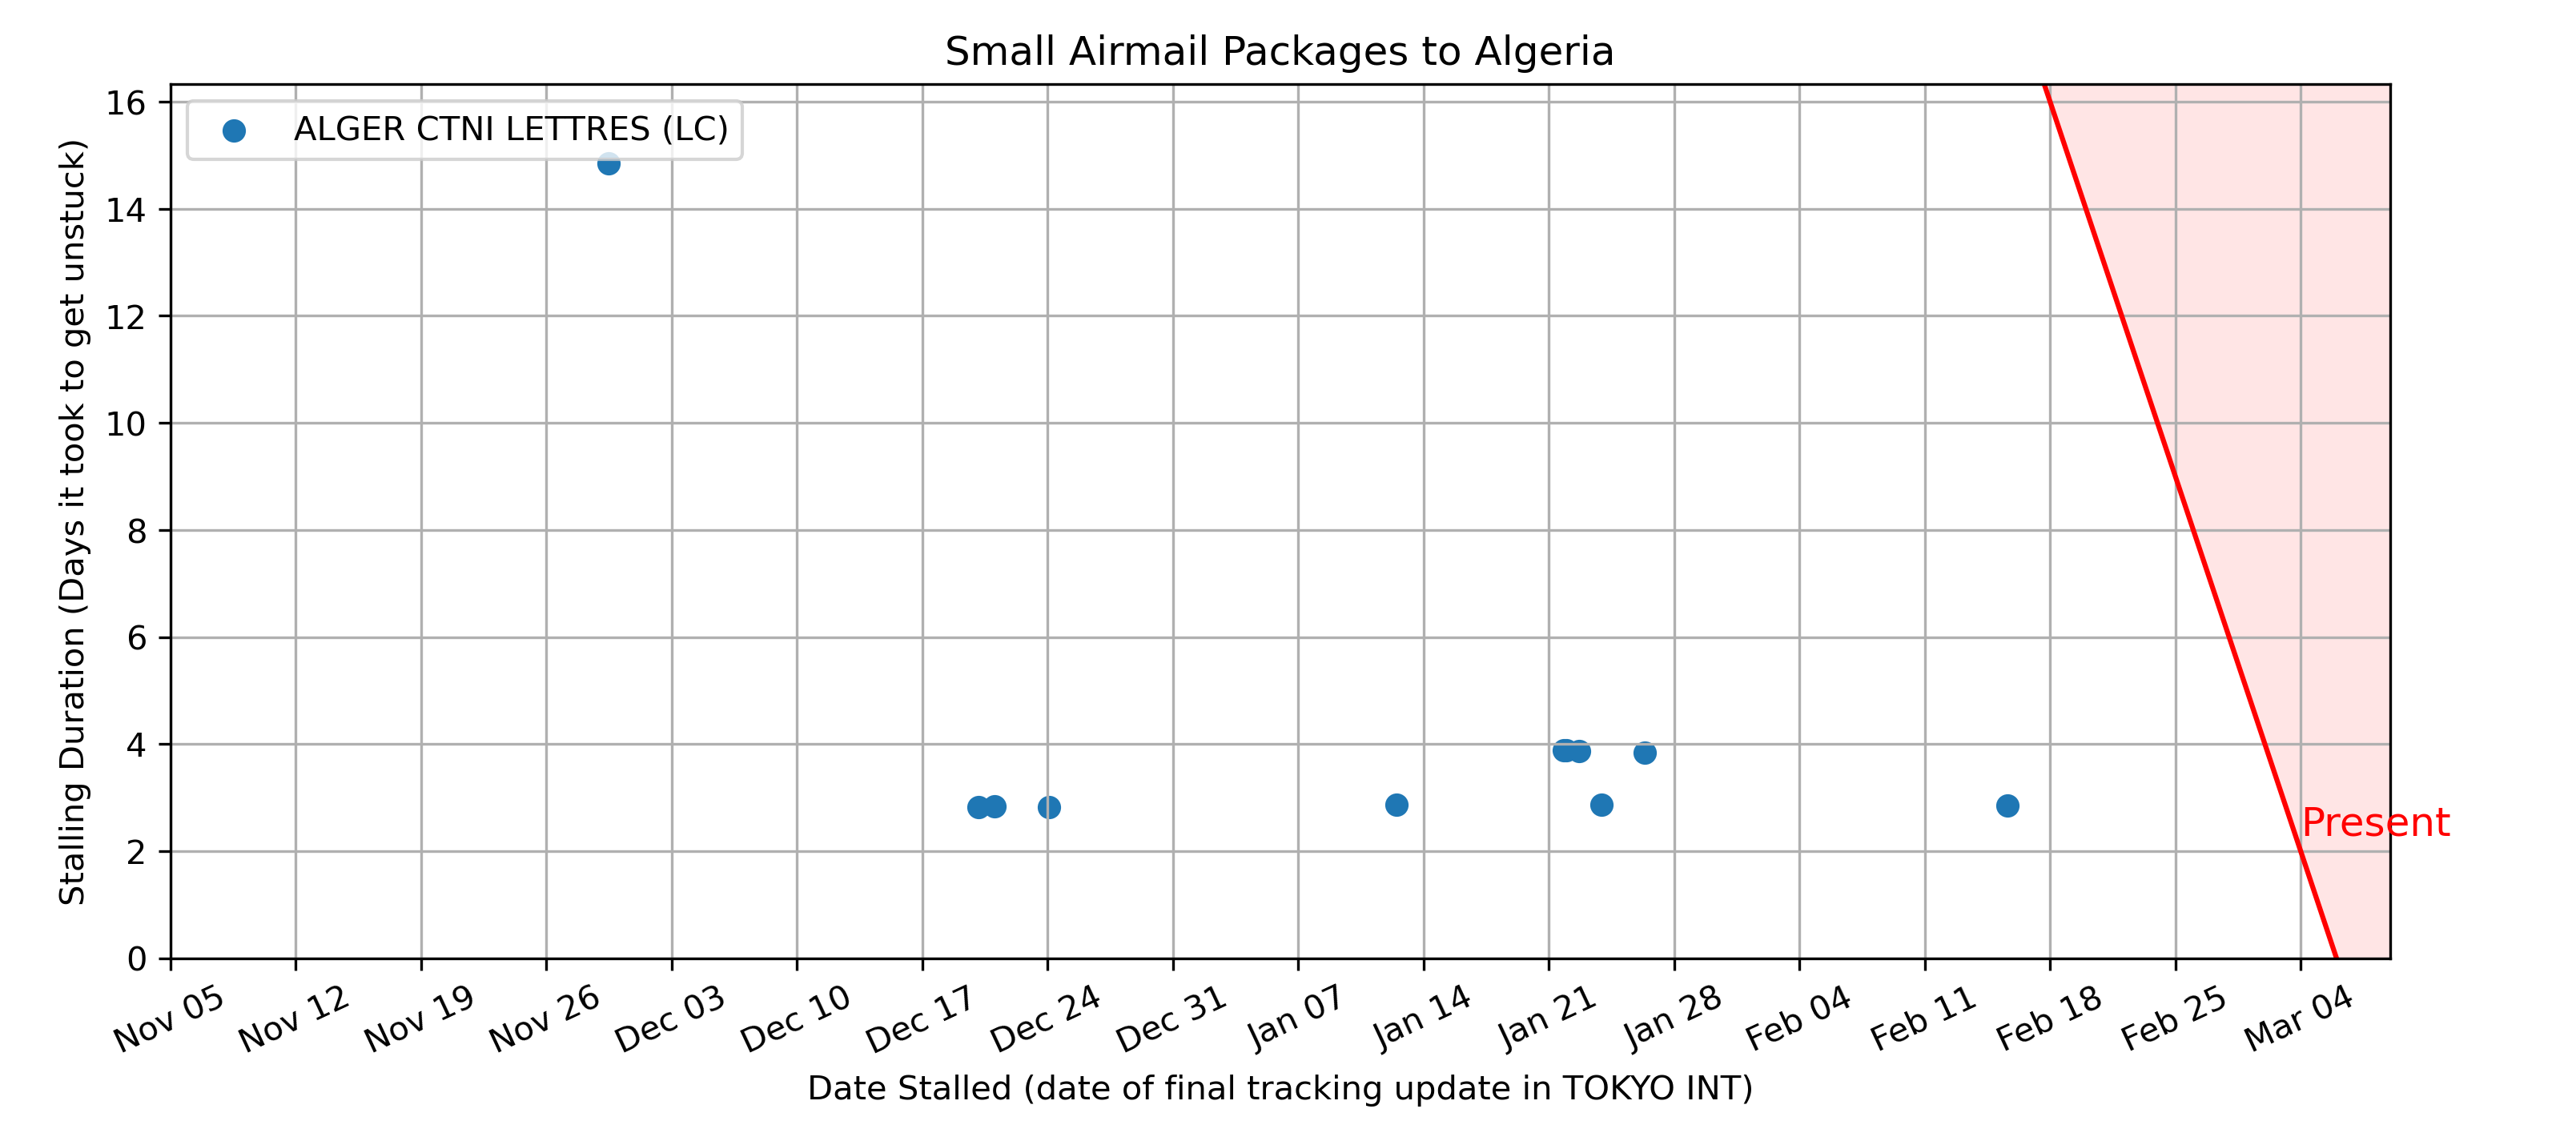 Small Airmail Packages to Algeria
ALGER CTNI LETTRES (LC)
Stalling Duration (Days it took to get unstuck)
16
14
12
10
8
6
4
2
0
Present
Nov 05
Nov 12
Nov 19
Nov 26
Dec 03
Dec 10
Dec 17
Dec 24
Dec 31
Jan 07
Jan 14
Jan 21
Jan 28
Feb 04
Feb 11
Feb 18
Feb 25
Mar 04
Date Stalled (date of final tracking update in TOKYO INT)